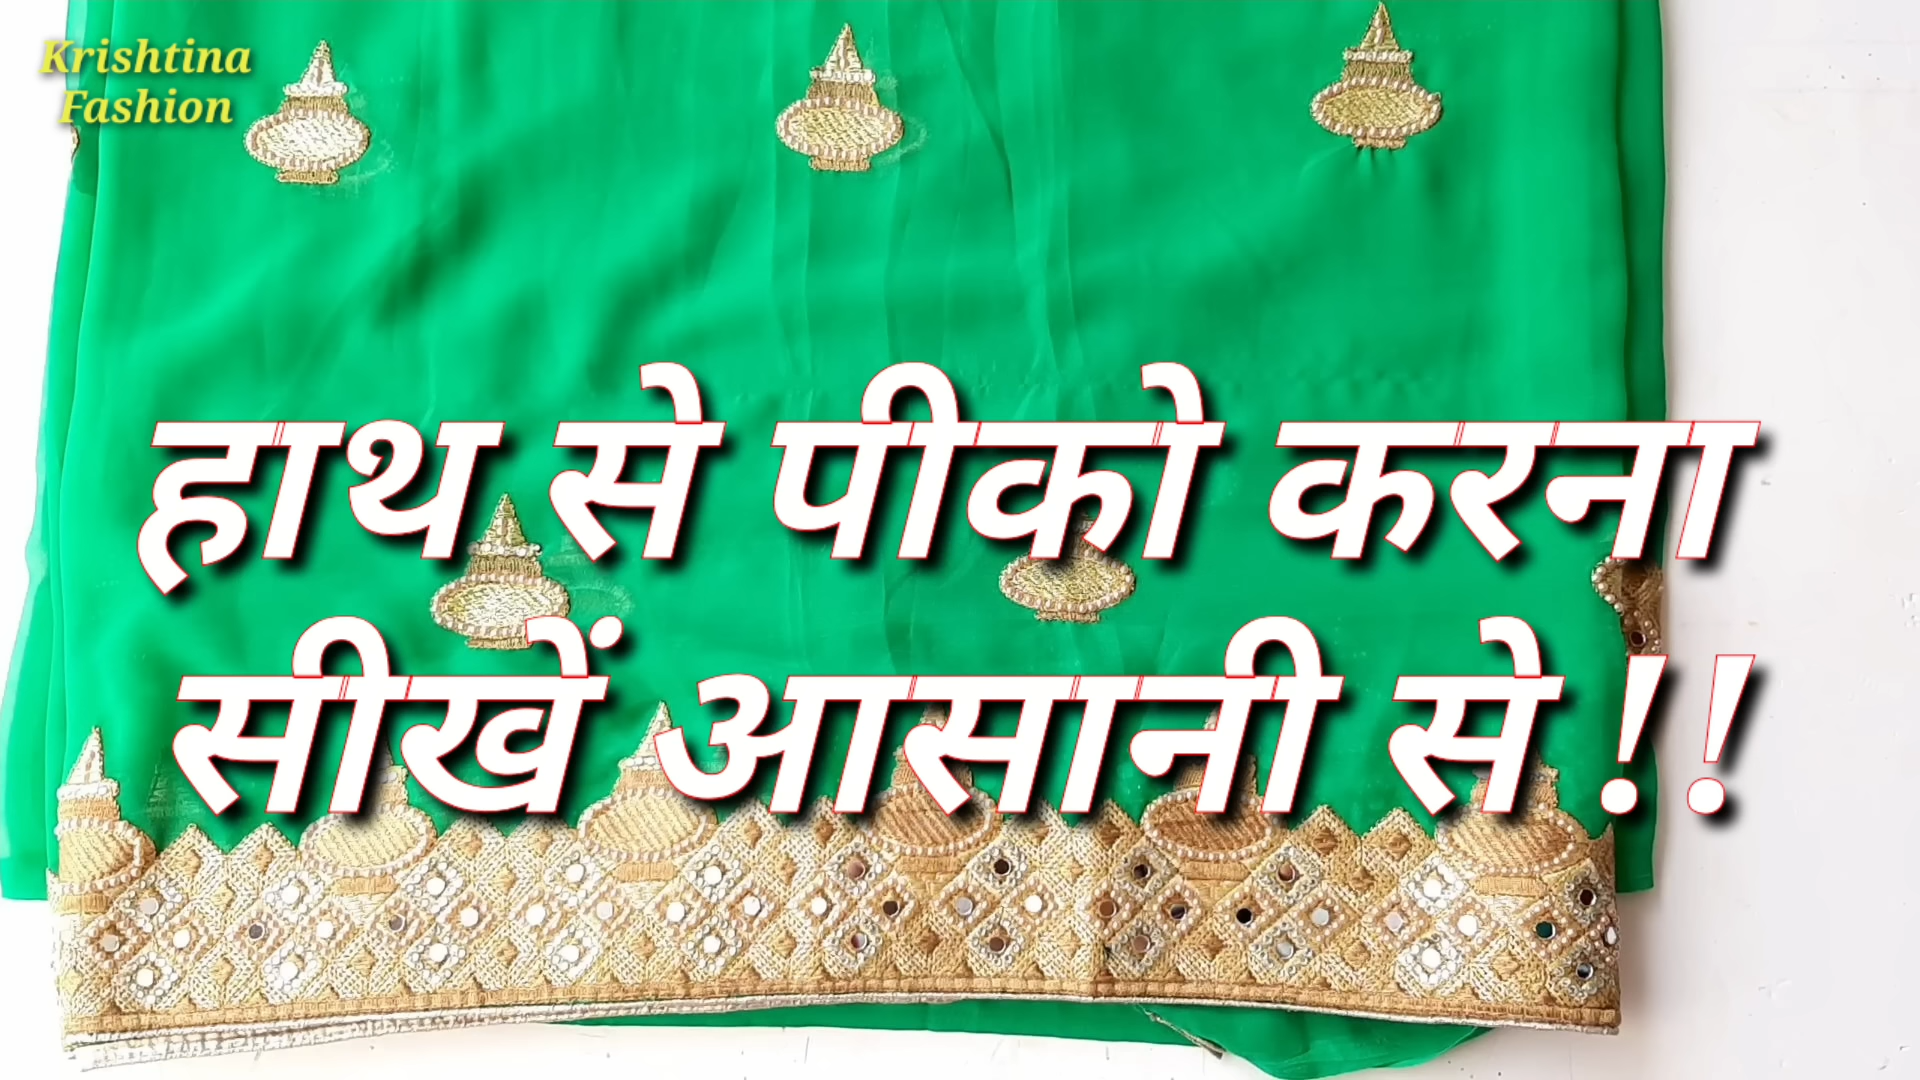 Krishtina
Fashion
हाथ से पीको करना
सीखें आसानी से !!